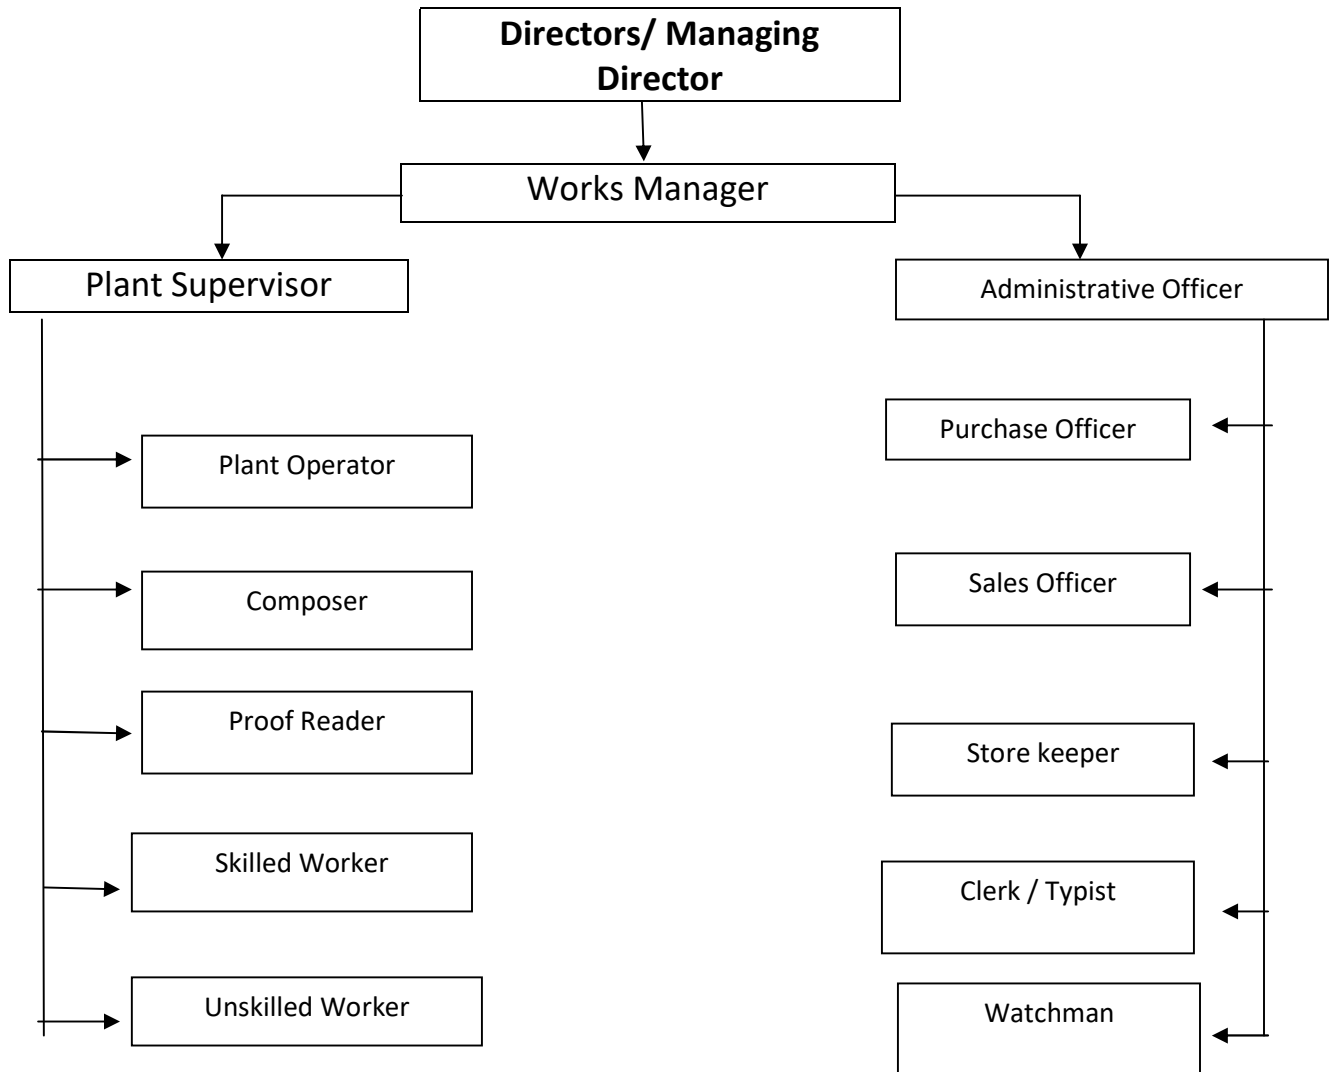 Directors/ Managing
Director
Works Manager
Plant Supervisor
Administrative Officer
Plant Operator
Composer
Proof Reader
Skilled Worker
Unskilled Worker
Purchase Officer
Sales Officer
Store keeper
Clerk / Typist
Watchman